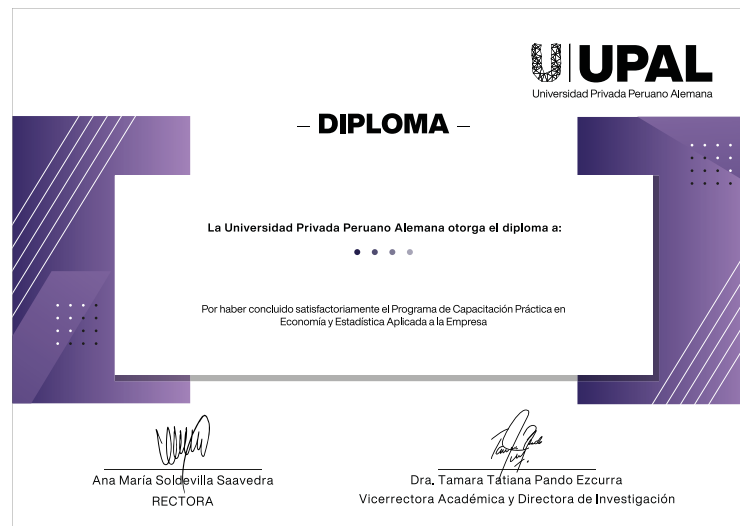 UPAL
Universidad Privada Peruano Alemana
– DIPLOMA –
La Universidad Privada Peruano Alemana otorga el diploma a:
Por haber concluido satisfactoriamente el Programa de Capacitación Práctica en
Economía y Estadística Aplicada a la Empresa
Ana María Soldevilla Saavedra
RECTORA
Dra. Tamara Tatiana Pando Ezcurra
Vicerrectora Académica y Directora de Investigación